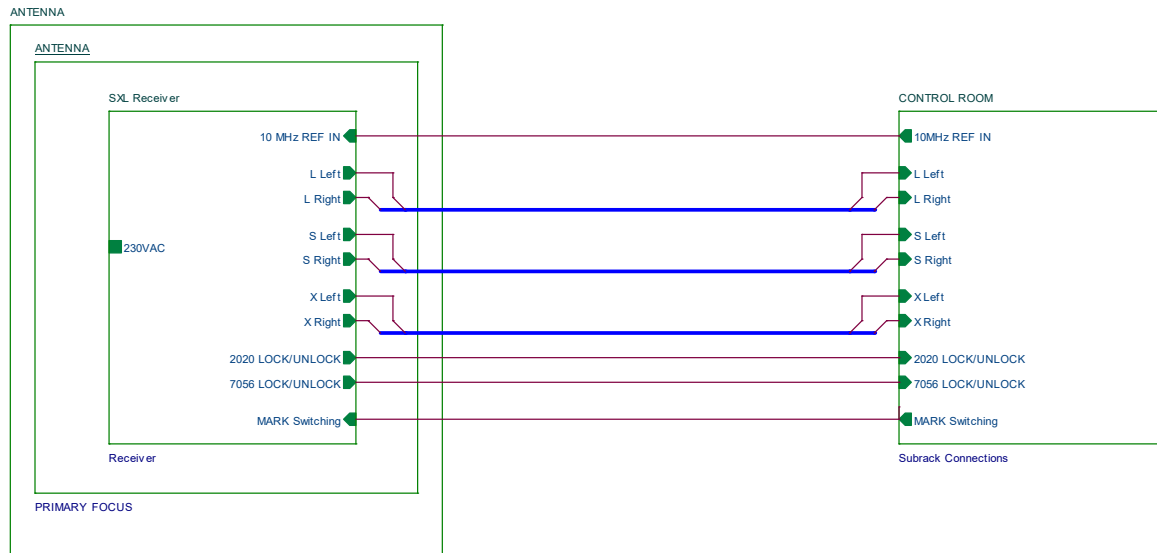 ANTENNA
ANTENNA
SXL Receiver
10 MHz REF IN
L Left
L Right
S Left
230VAC
S Right
X Left
X Right
2020 LOCK/UNLOCK
7056 LOCK/UNLOCK
MARK Switching
Receiver
PRIMARY FOCUS
CONTROL ROOM
10MHz REF IN
L Left
L Right
S Left
S Right
X Left
X Right
2020 LOCK/UNLOCK
7056 LOCK/UNLOCK
MARK Switching
Subrack Connections